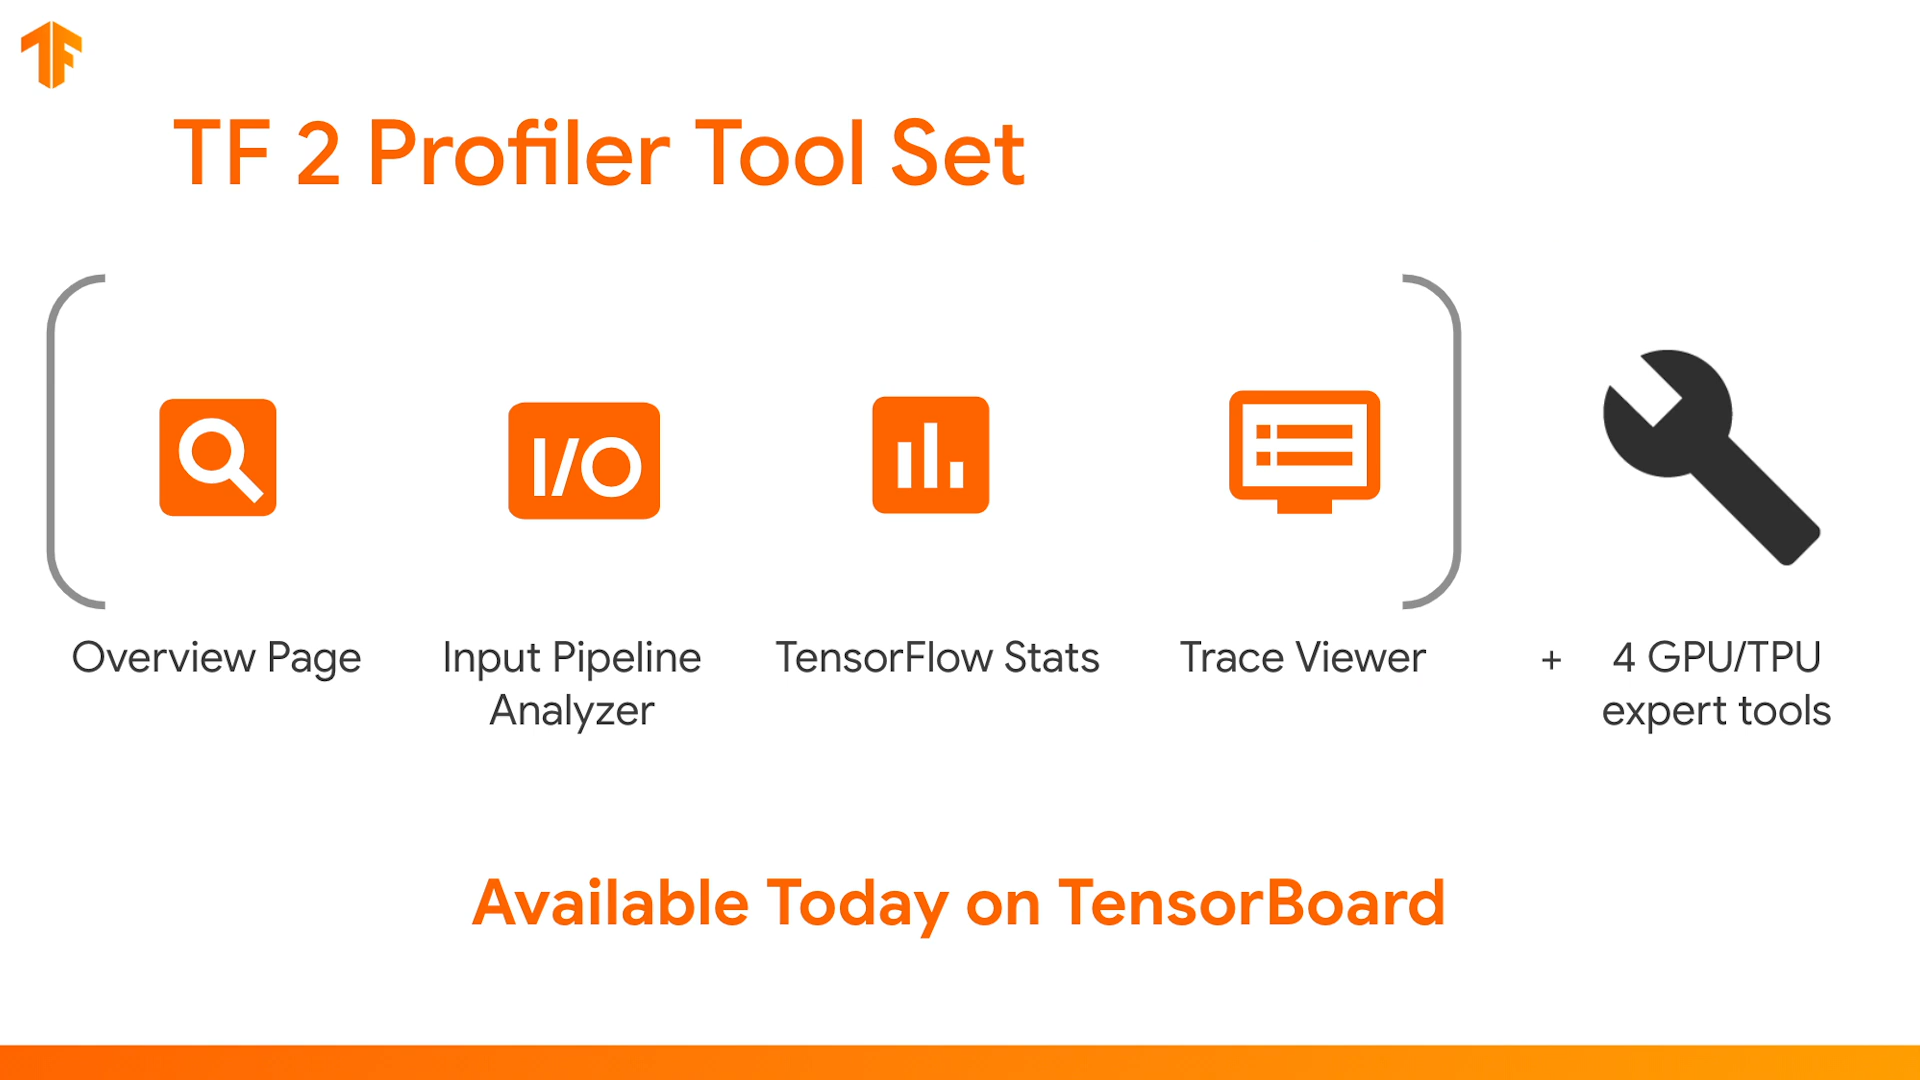 TF 2 Profiler Tool Set
I/O
Overview Page
Input Pipeline
Analyzer
TensorFlow Stats
Trace Viewer
+ 4 GPU/TPU
expert tools
Available Today on TensorBoard